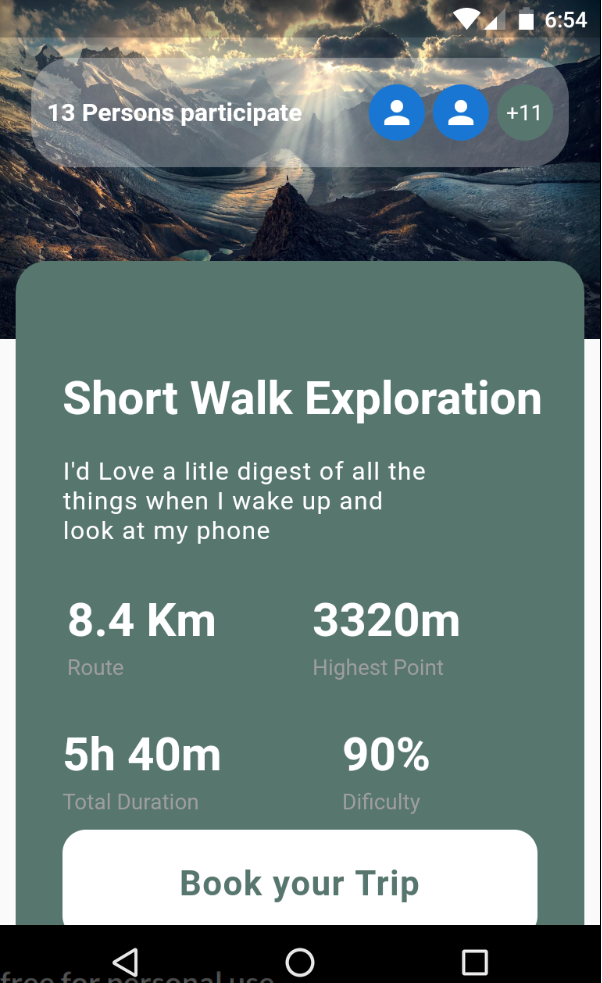 6:54
13 Persons participate
+11
Short Walk Exploration
I'd Love a litle digest of all the
things when I wake up and
look at my phone
8.4 Km 3320m
Route Highest Point
5h 40m 90%
Total Duration Dificulty
Book your Trip
free for personal use